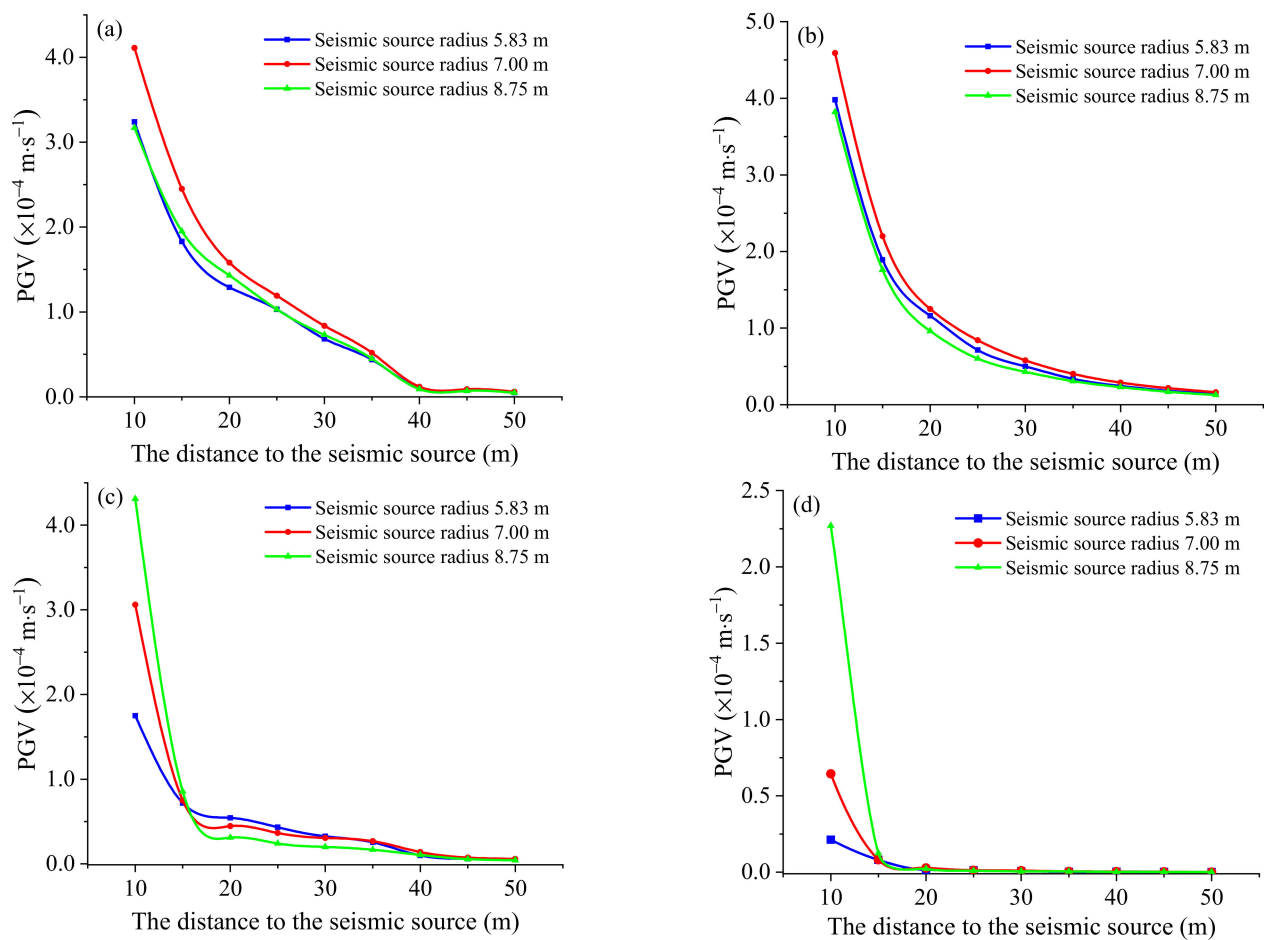 (a)
Seismic source radius 5.83 m
Seismic source radius 7.00 m
Seismic source radius 8.75 m
PGV (×10⁻⁴ m·s⁻¹)
4.0
3.0
2.0
1.0
0.0
10 20 30 40 50
The distance to the seismic source (m)
(b)
Seismic source radius 5.83 m
Seismic source radius 7.00 m
Seismic source radius 8.75 m
PGV (×10⁻⁴ m·s⁻¹)
5.0
4.0
3.0
2.0
1.0
0.0
10 20 30 40 50
The distance to the seismic source (m)
(c)
Seismic source radius 5.83 m
Seismic source radius 7.00 m
Seismic source radius 8.75 m
PGV (×10⁻⁴ m·s⁻¹)
4.0
3.0
2.0
1.0
0.0
10 20 30 40 50
The distance to the seismic source (m)
(d)
Seismic source radius 5.83 m
Seismic source radius 7.00 m
Seismic source radius 8.75 m
PGV (×10⁻⁴ m·s⁻¹)
2.5
2.0
1.5
1.0
0.5
0.0
10 20 30 40 50
The distance to the seismic source (m)